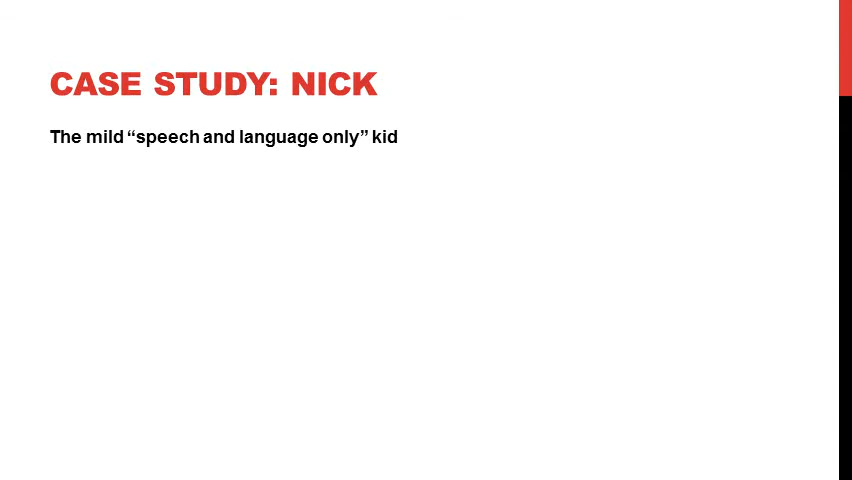 CASE STUDY: NICK
The mild “speech and language only” kid